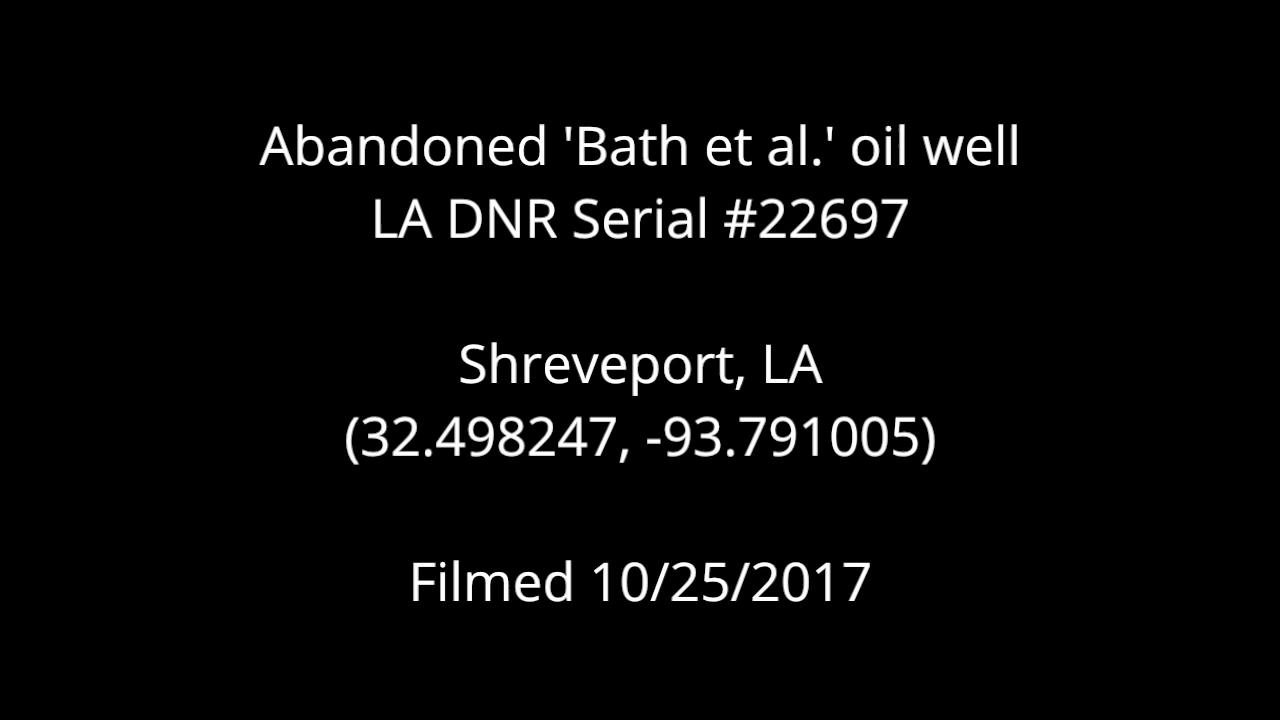 Abandoned 'Bath et al.' oil well
LA DNR Serial #22697
Shreveport, LA
(32.498247, -93.791005)
Filmed 10/25/2017